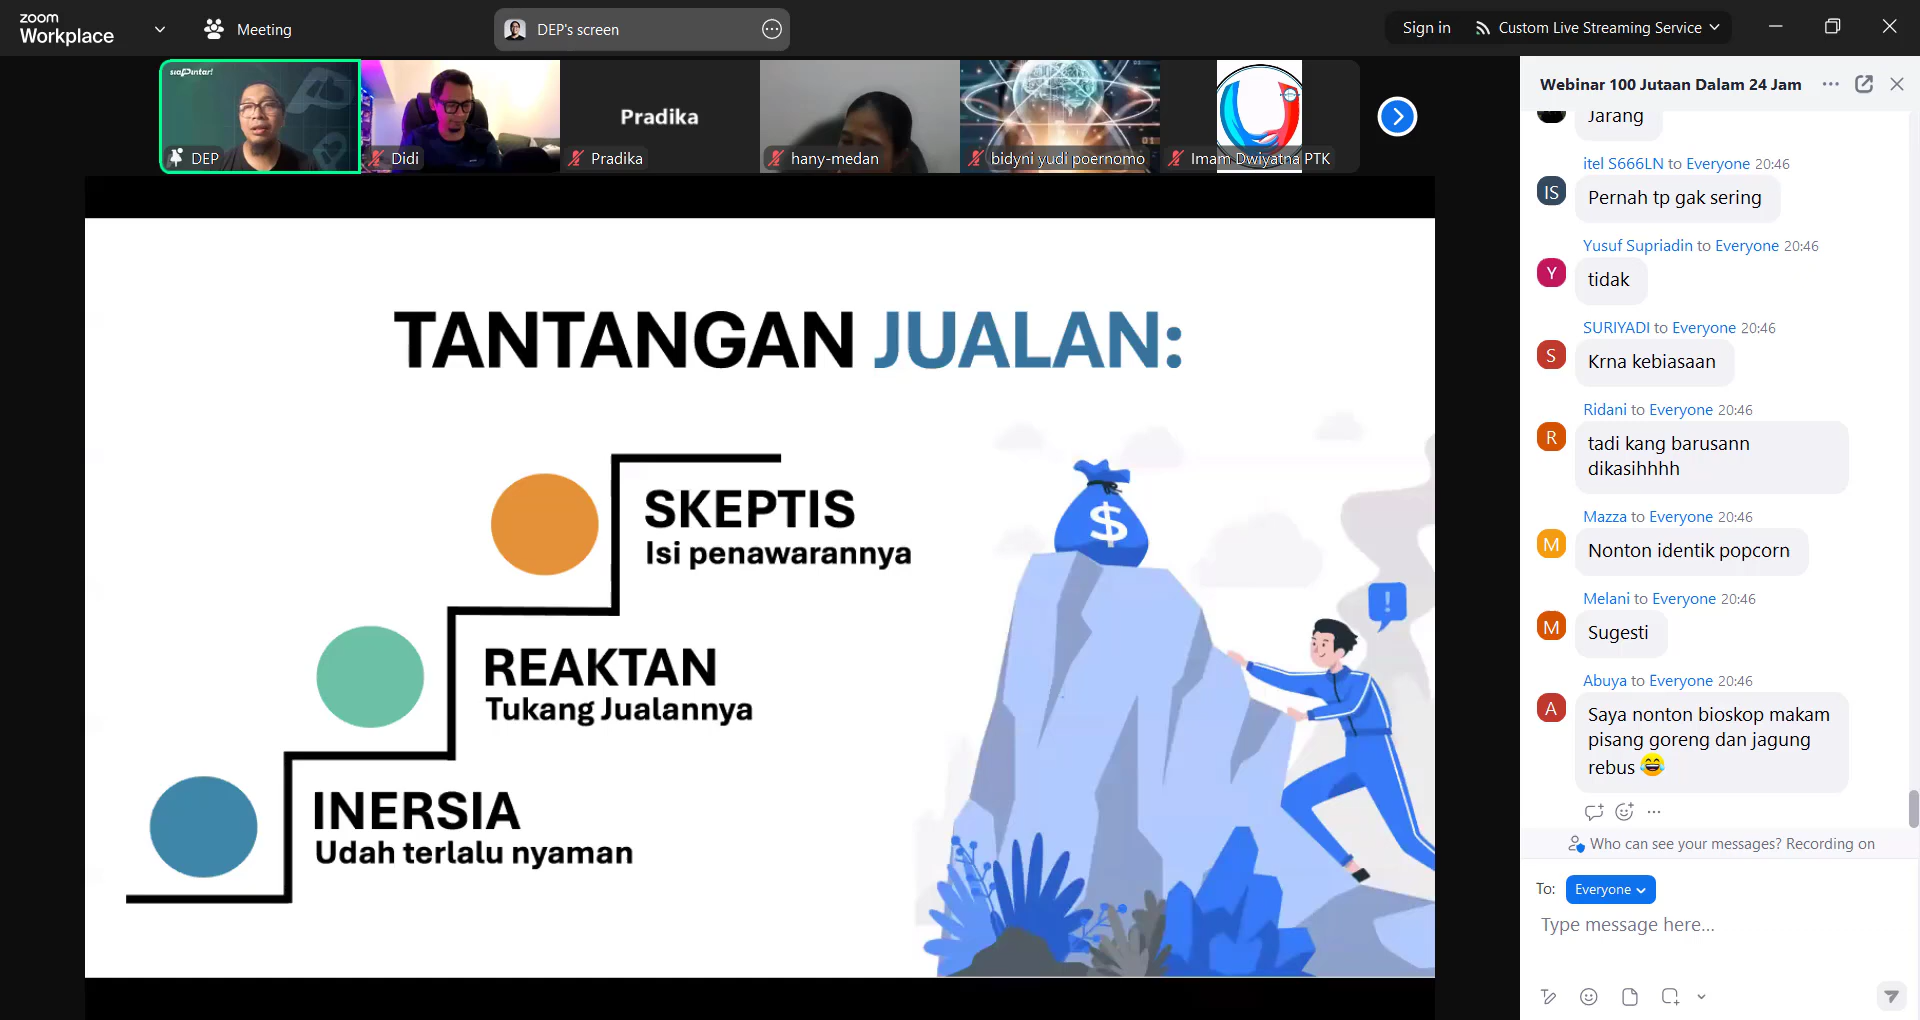 zoom
Workplace
Meeting
DEP's screen
Sign in
Custom Live Streaming Service
siapintar!
DEP
Didi
Pradika
Pradika
hany-medan
bidyni yudi poernomo
Imam Dwiyatna PTK
TANTANGAN JUALAN:
SKEPTIS
Isi penawarannya
REAKTAN
Tukang Jualannya
INERSIA
Udah terlalu nyaman
$
!
Webinar 100 Jutaan Dalam 24 Jam
Jarang
itel S666LN to Everyone 20:46
IS
Pernah tp gak sering
Yusuf Supriadin to Everyone 20:46
Y
tidak
SURIYADI to Everyone 20:46
S
Krna kebiasaan
Ridani to Everyone 20:46
R
tadi kang barusann
dikasihhhh
Mazza to Everyone 20:46
M
Nonton identik popcorn
Melani to Everyone 20:46
M
Sugesti
Abuya to Everyone 20:46
A
Saya nonton bioskop makam
pisang goreng dan jagung
rebus 😂
Who can see your messages? Recording on
To: Everyone
Type message here...